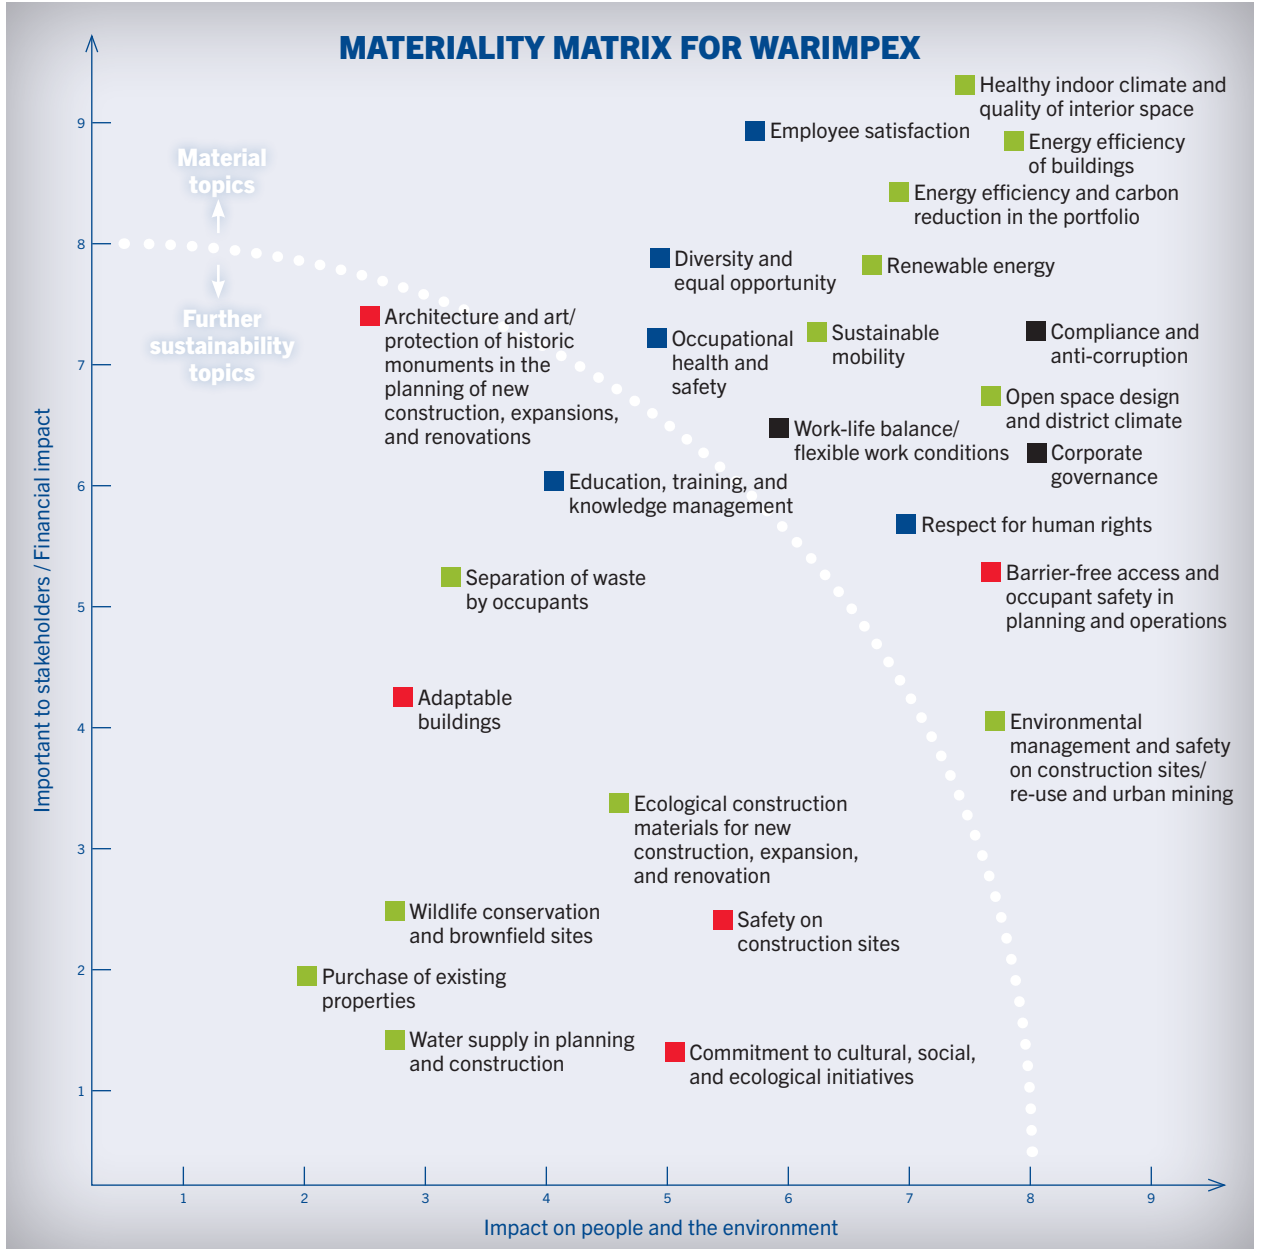 MATERIALITY MATRIX FOR WARIMPEX
Healthy indoor climate and
quality of interior space
Employee satisfaction
Energy efficiency
of buildings
Material
topics
Energy efficiency and carbon
reduction in the portfolio
Diversity and
equal opportunity
Renewable energy
Further
sustainability
topics
Architecture and art/
protection of historic
monuments in the
planning of new
construction, expansions,
and renovations
Occupational
health and
safety
Sustainable
mobility
Compliance and
anti-corruption
Open space design
and district climate
Work-life balance/
flexible work conditions
Corporate
governance
Education, training, and
knowledge management
Respect for human rights
Separation of waste
by occupants
Barrier-free access and
occupant safety in
planning and operations
Adaptable
buildings
Environmental
management and safety
on construction sites/
re-use and urban mining
Ecological construction
materials for new
construction, expansion,
and renovation
Wildlife conservation
and brownfield sites
Safety on
construction sites
Purchase of existing
properties
Water supply in planning
and construction
Commitment to cultural, social,
and ecological initiatives
Important to stakeholders / Financial impact
9
8
7
6
5
4
3
2
1
1 2 3 4 5 6 7 8 9
Impact on people and the environment